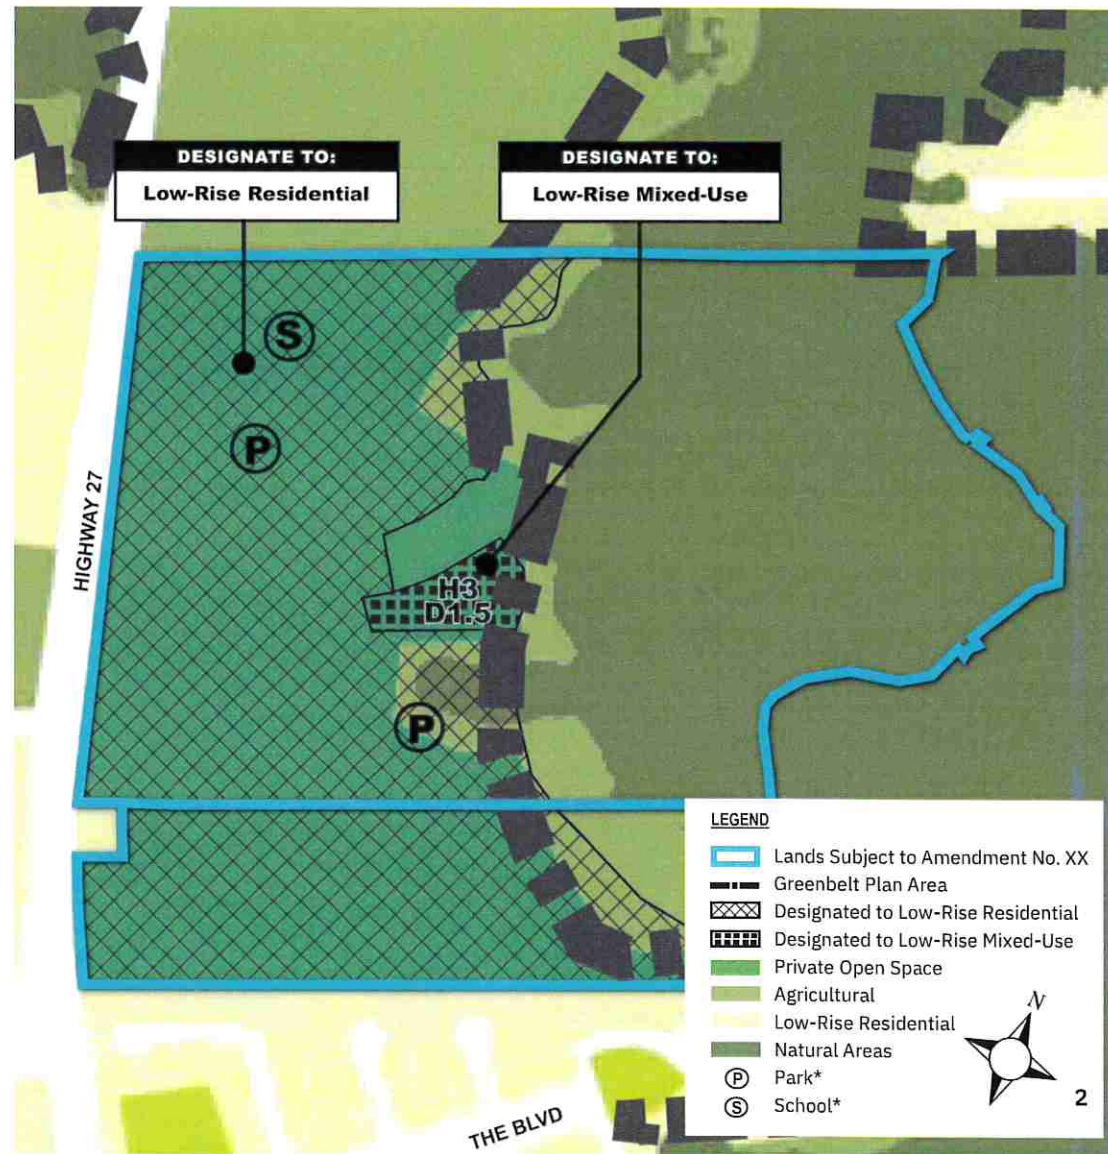 DESIGNATE TO:
Low-Rise Residential
DESIGNATE TO:
Low-Rise Mixed-Use
S
P
HIGHWAY 27
H3
D1.5
P
LEGEND
Lands Subject to Amendment No. XX
Greenbelt Plan Area
Designated to Low-Rise Residential
Designated to Low-Rise Mixed-Use
Private Open Space
Agricultural
Low-Rise Residential
Natural Areas
P Park*
S School*
N
2
THE BLVD